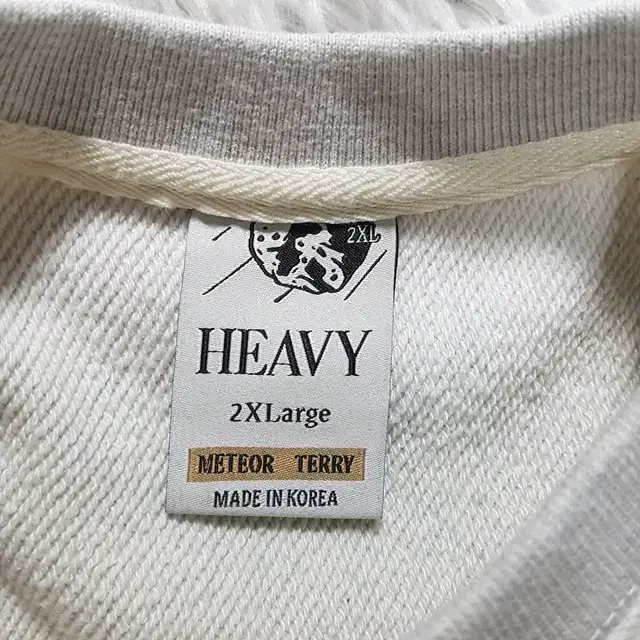 2XL
HEAVY
2XLarge
METEOR TERRY
MADE IN KOREA